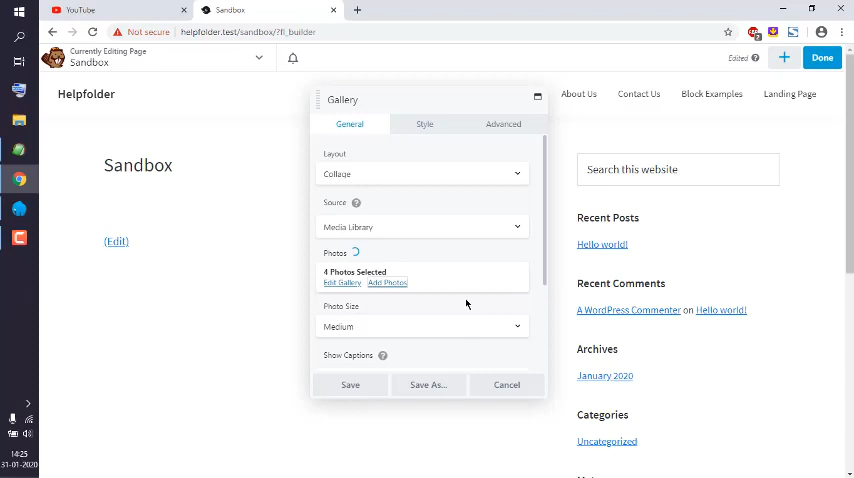 YouTube
Sandbox
Not secure helpfolder.test/sandbox/?fl_builder
Currently Editing Page
Sandbox
Edited
Done
Helpfolder
About Us Contact Us Block Examples Landing Page
Gallery
General Style Advanced
Layout
Collage
Source
Media Library
Photos
4 Photos Selected
Edit Gallery Add Photos
Photo Size
Medium
Show Captions
Save Save As... Cancel
Sandbox
(Edit)
Search this website
Recent Posts
Hello world!
Recent Comments
A WordPress Commenter on Hello world!
Archives
January 2020
Categories
Uncategorized
14:25
31-01-2020